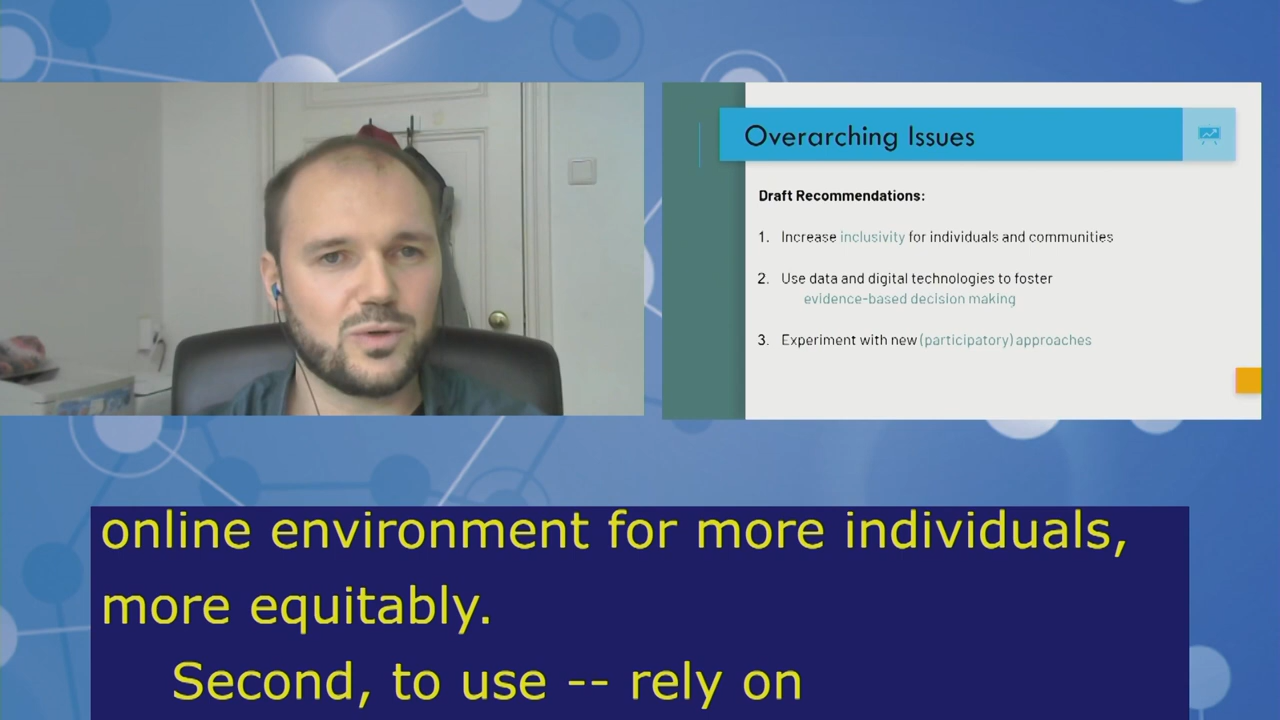 Overarching Issues
Draft Recommendations:
1. Increase inclusivity for individuals and communities
2. Use data and digital technologies to foster
evidence-based decision making
3. Experiment with new (participatory) approaches
online environment for more individuals,
more equitably.
Second, to use -- rely on